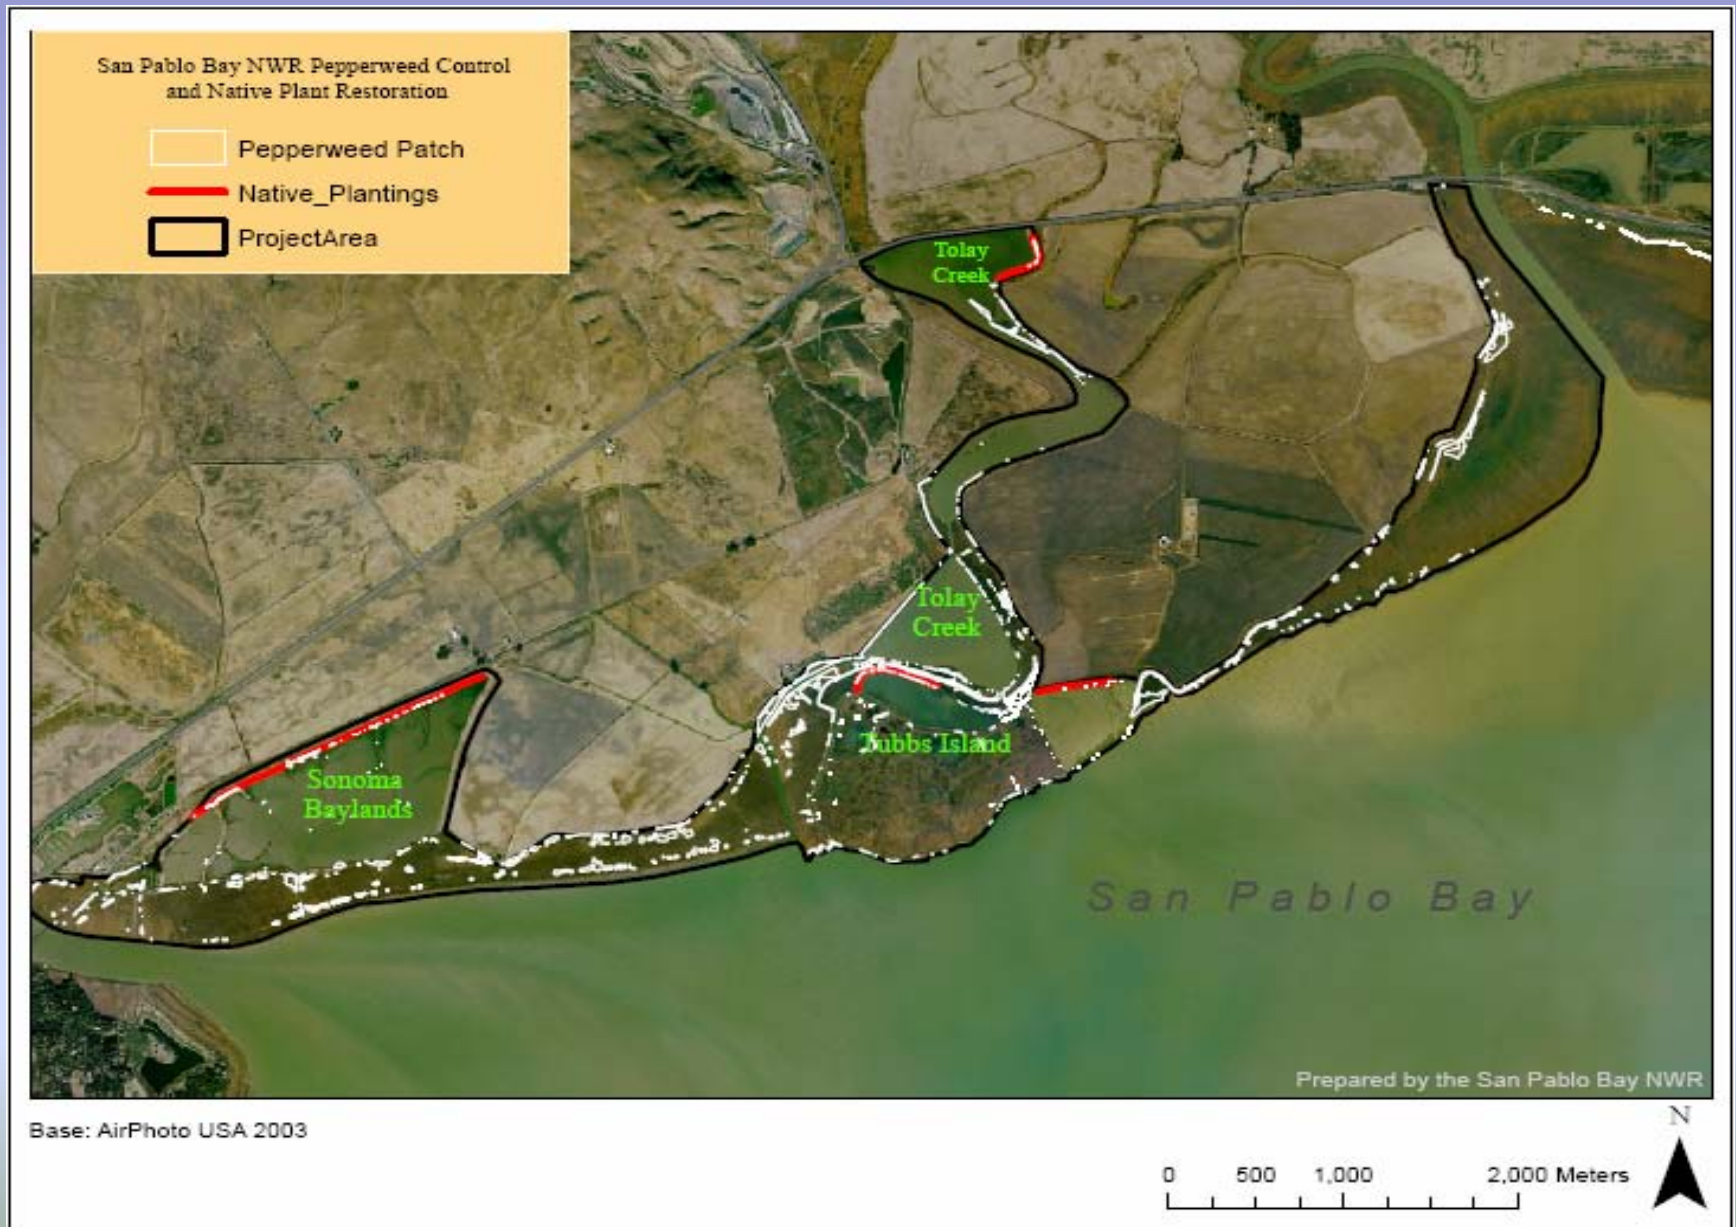 San Pablo Bay NWR Pepperweed Control
and Native Plant Restoration
Pepperweed Patch
Native_Plantings
ProjectArea
Tolay
Creek
Tolay
Creek
Tubbs Island
Sonoma
Baylands
San Pablo Bay
Prepared by the San Pablo Bay NWR
Base: AirPhoto USA 2003
N
0 500 1,000 2,000 Meters